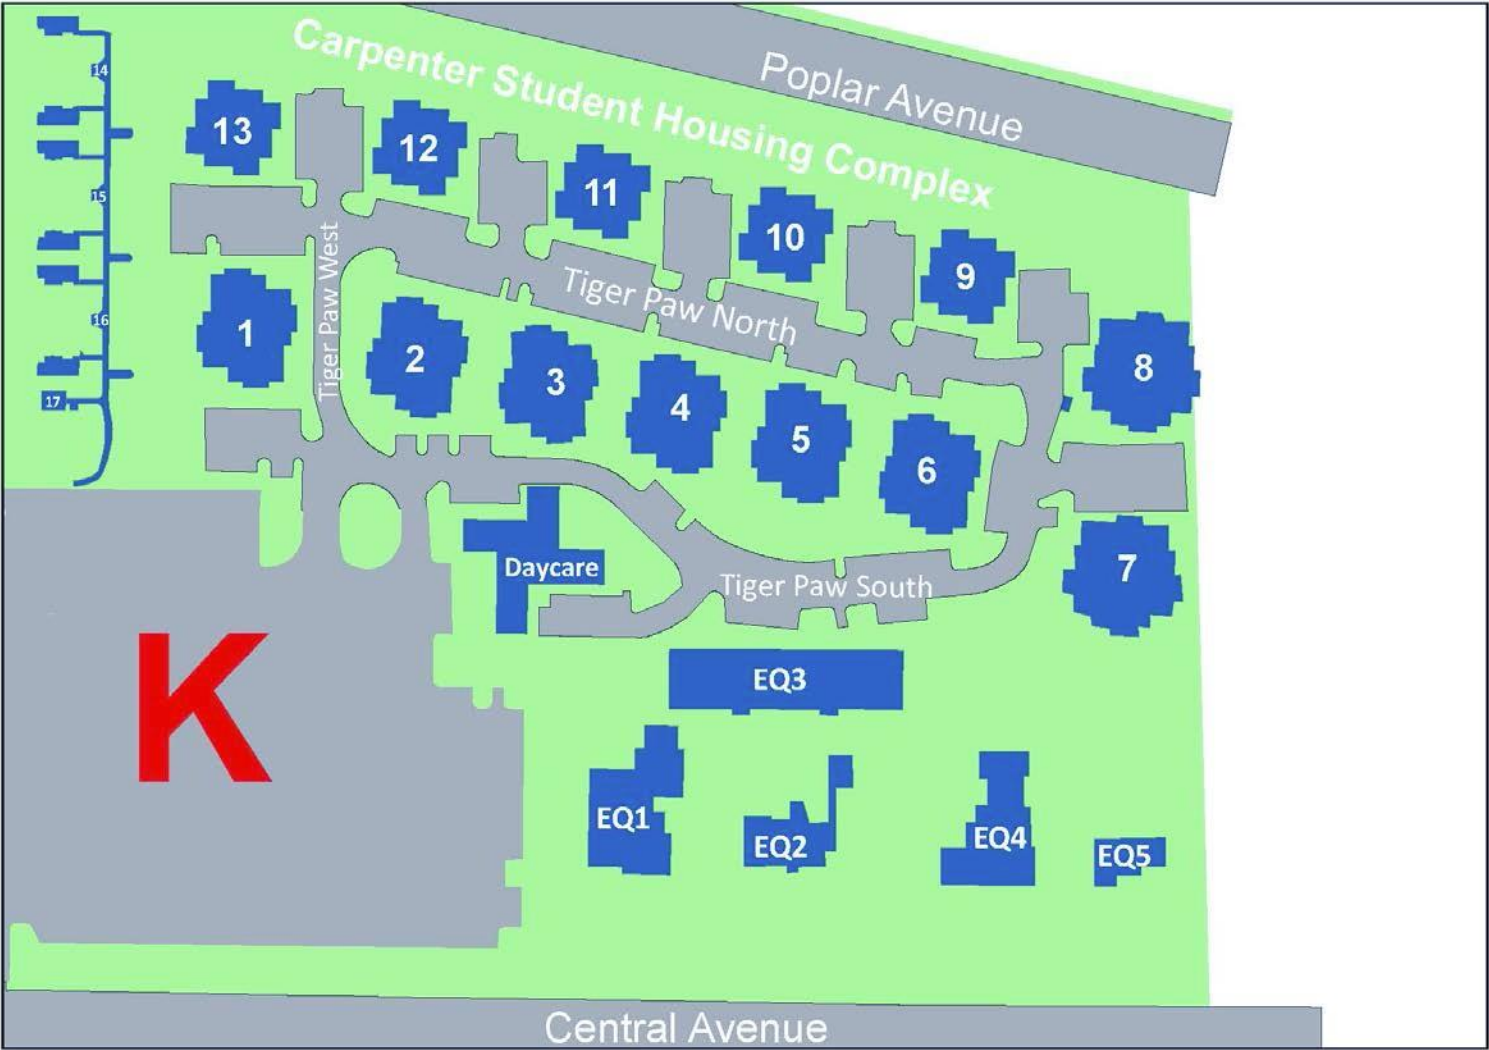 Carpenter Student Housing Complex
Poplar Avenue
14
13
12
11
10
9
8
15
16
17
Tiger Paw West
Tiger Paw North
1
2
3
4
5
6
7
Daycare
Tiger Paw South
K
EQ3
EQ1
EQ2
EQ4
EQ5
Central Avenue